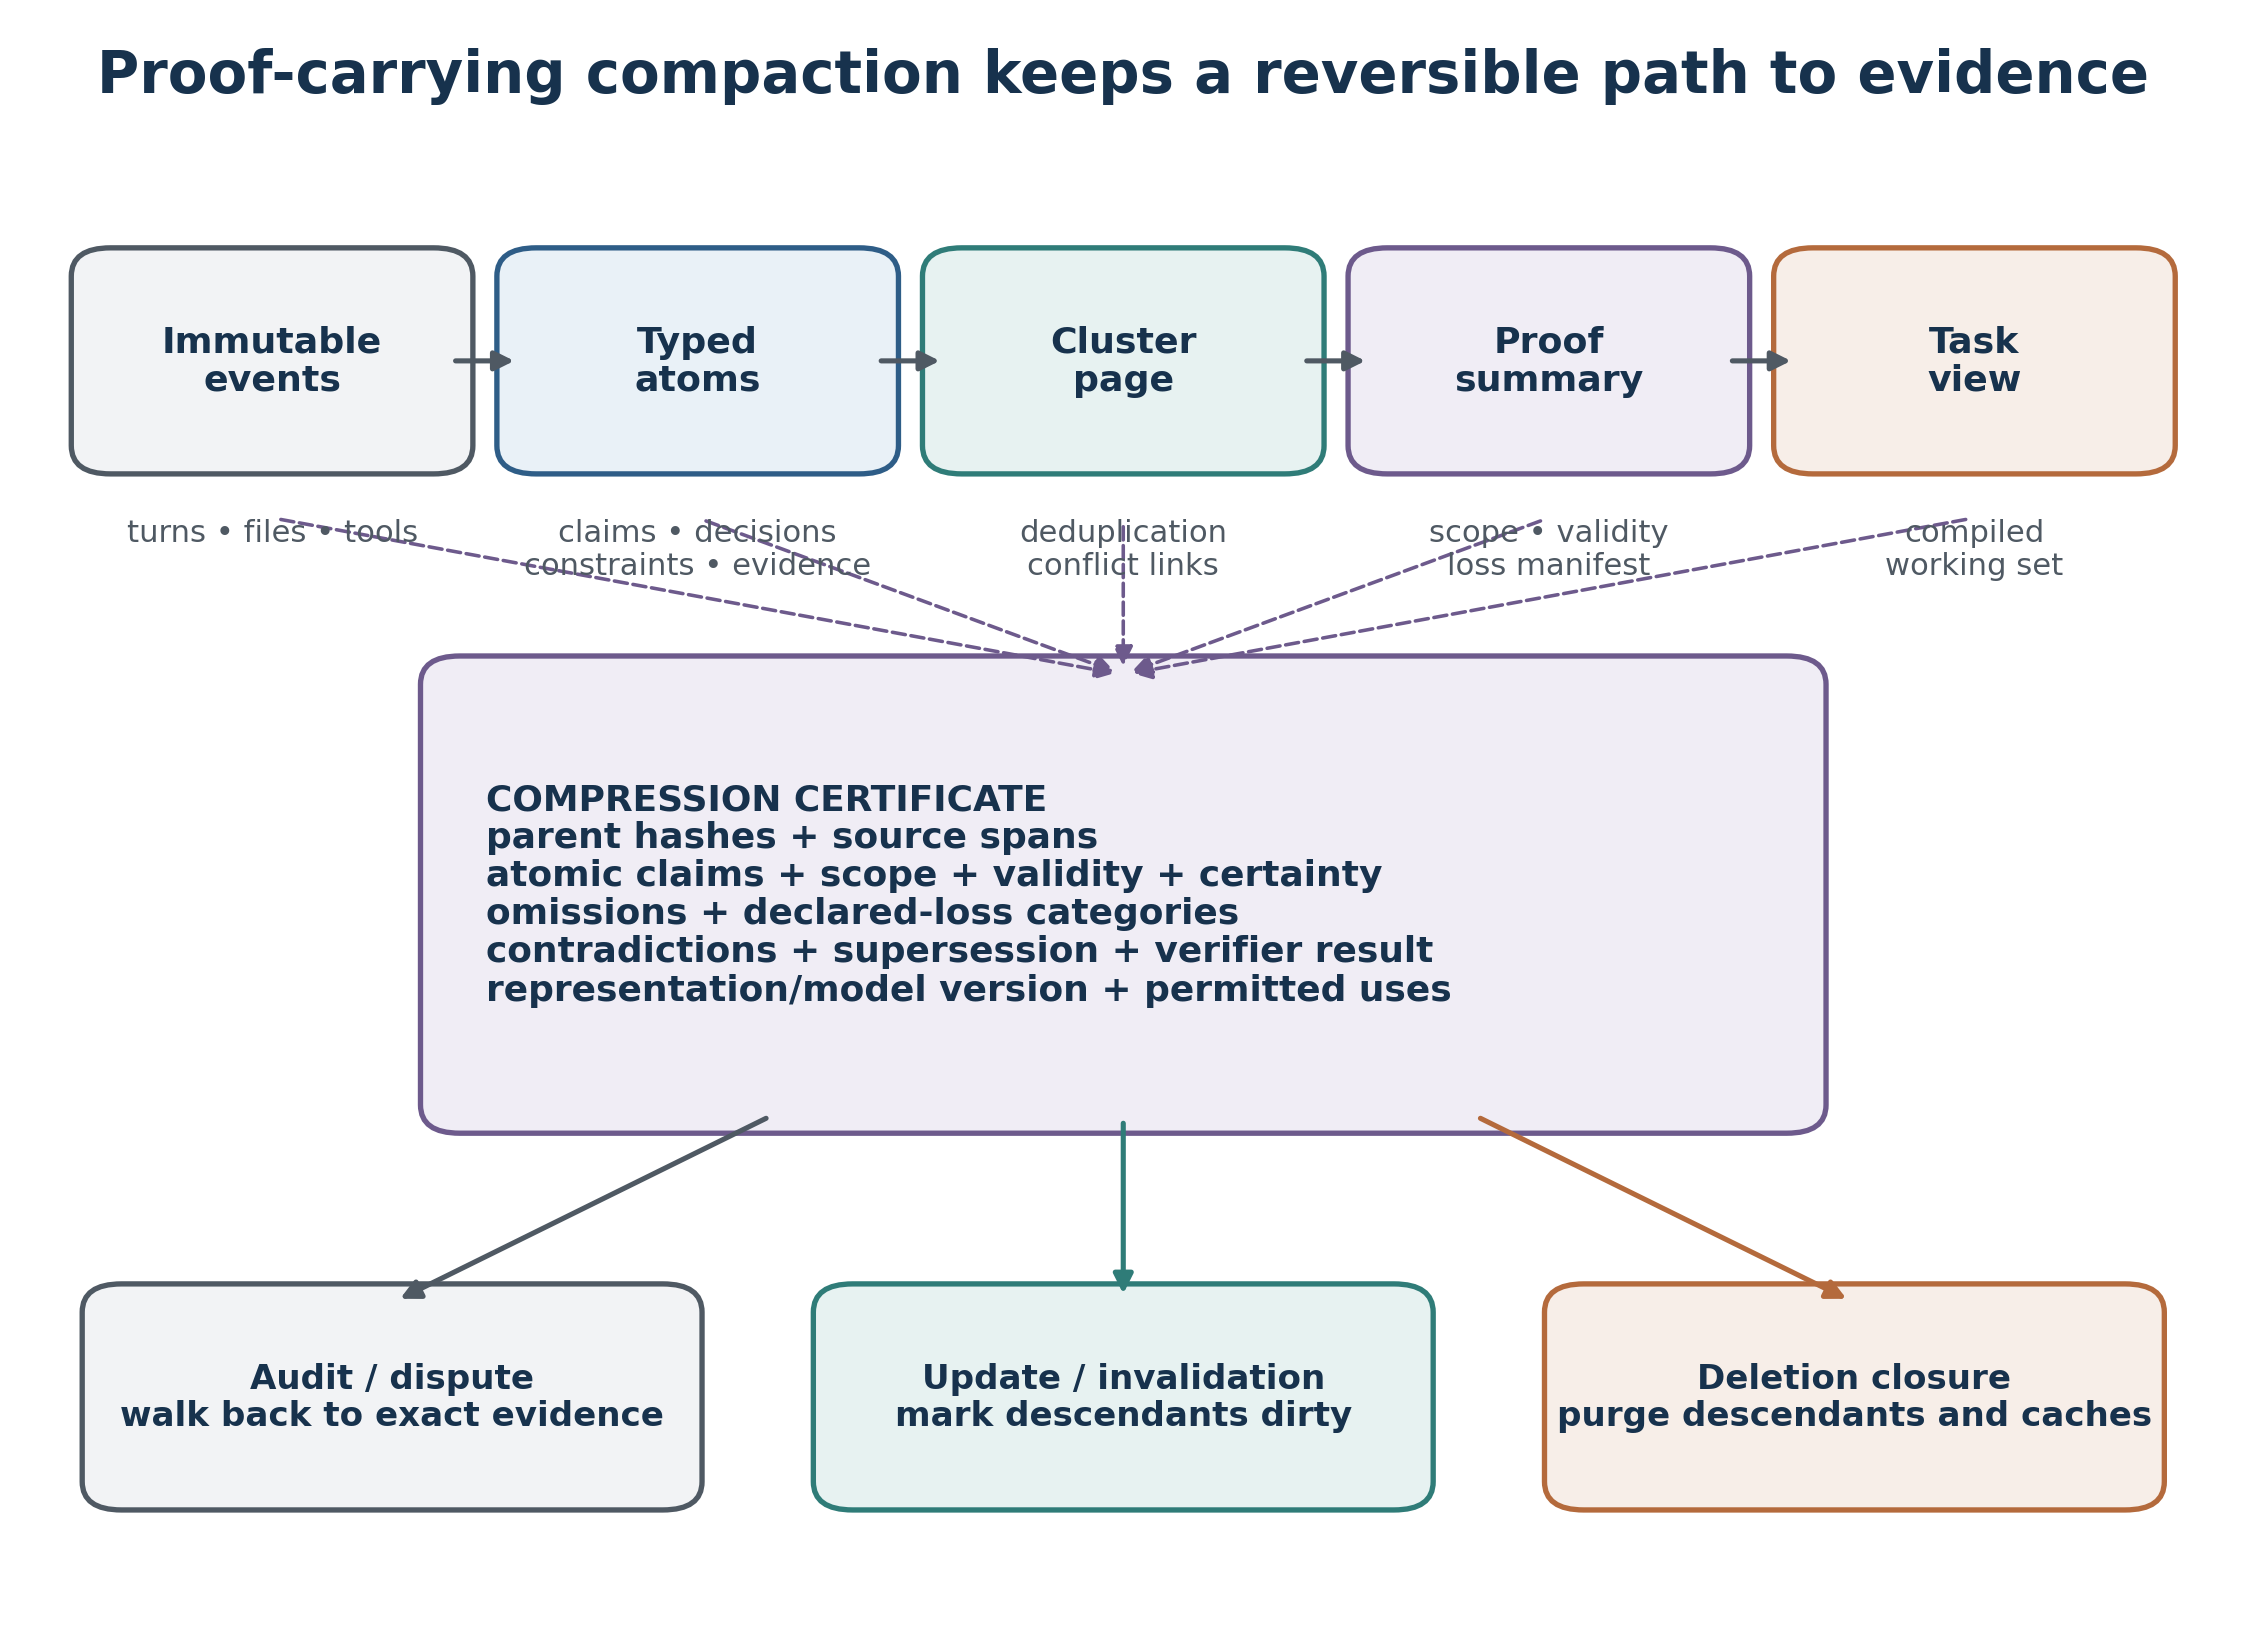 Proof-carrying compaction keeps a reversible path to evidence
Immutable
events
Typed
atoms
Cluster
page
Proof
summary
Task
view
turns • files • tools
claims • decisions
constraints • evidence
deduplication
conflict links
scope • validity
loss manifest
compiled
working set
COMPRESSION CERTIFICATE
parent hashes + source spans
atomic claims + scope + validity + certainty
omissions + declared-loss categories
contradictions + supersession + verifier result
representation/model version + permitted uses
Audit / dispute
walk back to exact evidence
Update / invalidation
mark descendants dirty
Deletion closure
purge descendants and caches